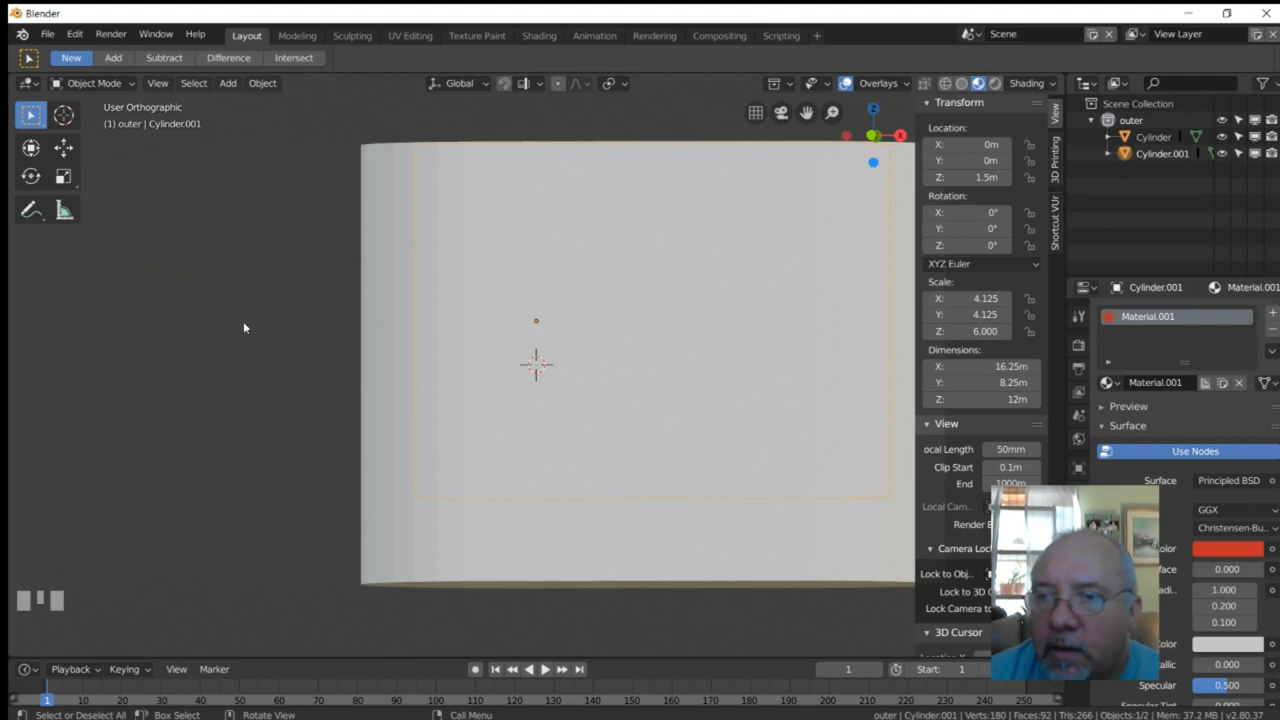 Blender
File Edit Render Window Help Layout Modeling Sculpting UV Editing Texture Paint Shading Animation Rendering Compositing Scripting + Scene View Layer
New Add Subtract Difference Intersect
Object Mode View Select Add Object Global Overlays Shading
User Orthographic
(1) outer | Cylinder.001
Z
X
Transform
Location:
X: 0m
Y: 0m
Z: 1.5m
Rotation:
X: 0°
Y: 0°
Z: 0°
XYZ Euler
Scale:
X: 4.125
Y: 4.125
Z: 6.000
Dimensions:
X: 16.25m
Y: 8.25m
Z: 12m
View
ocal Length 50mm
Clip Start 0.1m
End 1000m
Local Cam..
Render B
Camera Loc
Lock to Obj..
Lock to 3D C
Lock Camera to
3D Cursor
View
3D Printing
Shortcut VUr
Scene Collection
outer
Cylinder
Cylinder.001
Cylinder.001 Material.001
Material.001
Material.001
Preview
Surface
Use Nodes
Surface Principled BSD
GGX
Christensen-Bu..
olor
face 0.000
adi.. 1.000
0.200
0.100
Color
tallic 0.000
Specular 0.500
Playback Keying View Marker 1 Start: 1
1 10 20 30 40 50 60 70 80 90 100 110 120 130 140 150 160 170 180 190 200 210 220 230 240 250
Select or Deselect All Box Select Rotate View Call Menu outer | Cylinder.001 | Verts:180 | Faces:92 | Tris:266 | Objects:1/2 | Mem: 37.2 MB | v2.80.37